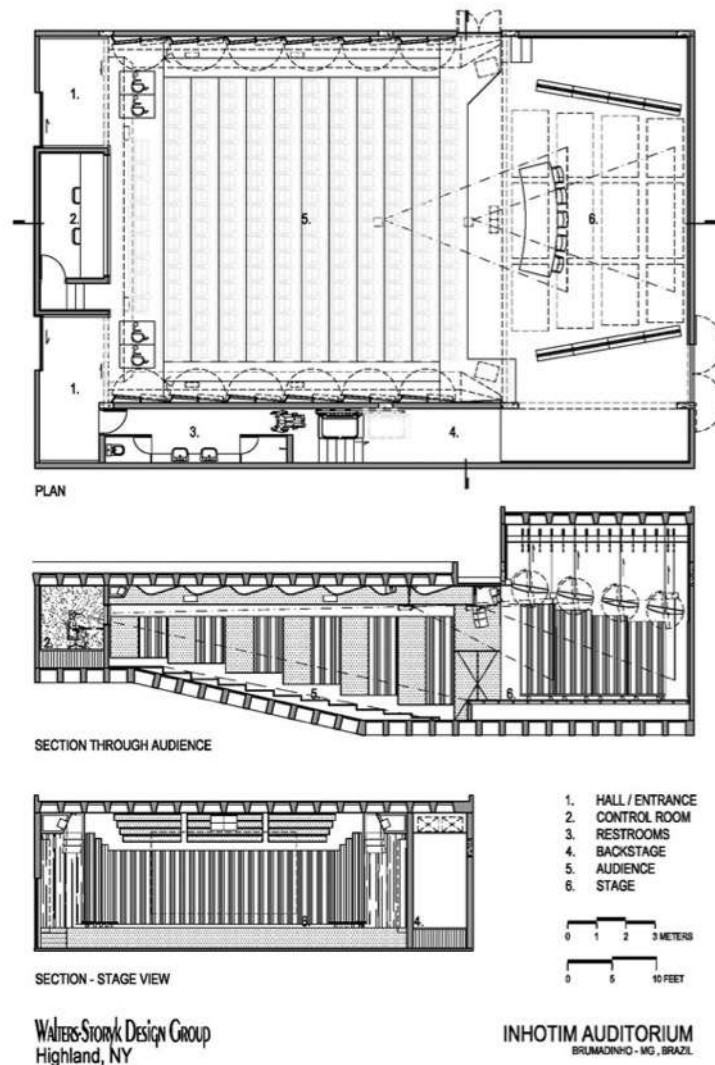 1.
2.
5.
6.
1.
3.
4.
PLAN
2.
5.
6.
SECTION THROUGH AUDIENCE
6.
4.
SECTION - STAGE VIEW
1. HALL / ENTRANCE
2. CONTROL ROOM
3. RESTROOMS
4. BACKSTAGE
5. AUDIENCE
6. STAGE
0 1 2 3 METERS
0 5 10 FEET
WALTERS-STORYK DESIGN GROUP
Highland, NY
INHOTIM AUDITORIUM
BRUMADINHO - MG , BRAZIL